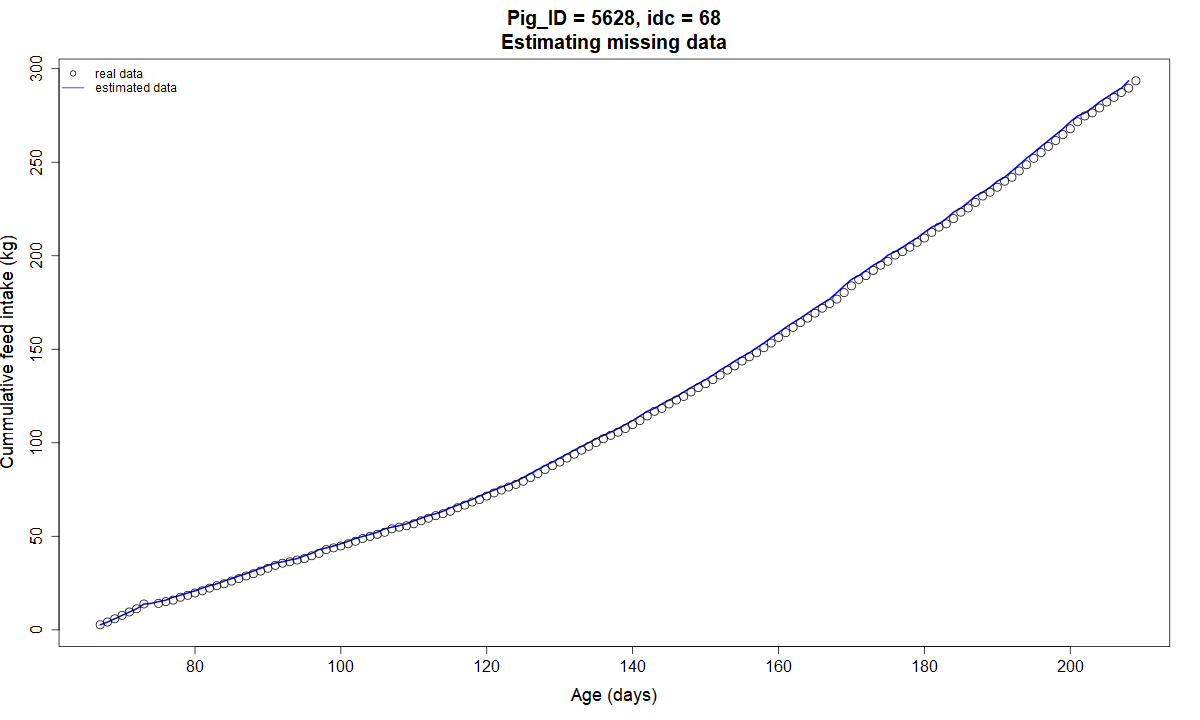 Pig_ID = 5628, idc = 68
Estimating missing data
real data
estimated data
Cummulative feed intake (kg)
300
250
200
150
100
50
0
80 100 120 140 160 180 200
Age (days)